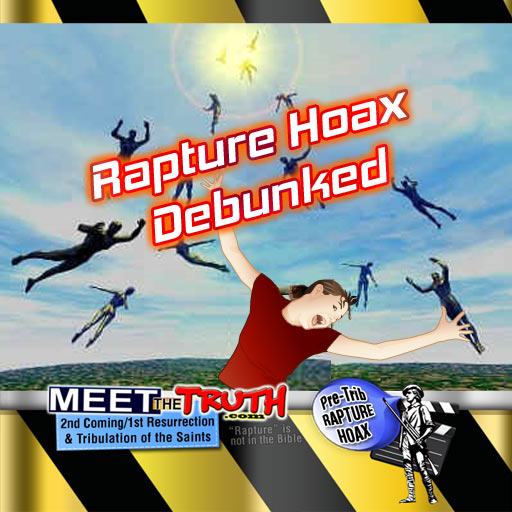 Rapture Hoax
Debunked
MEET THE TRUTH
.com
2nd Coming/1st Resurrection
& Tribulation of the Saints
"Rapture" is
not in the Bible
Pre-Trib
RAPTURE
HOAX